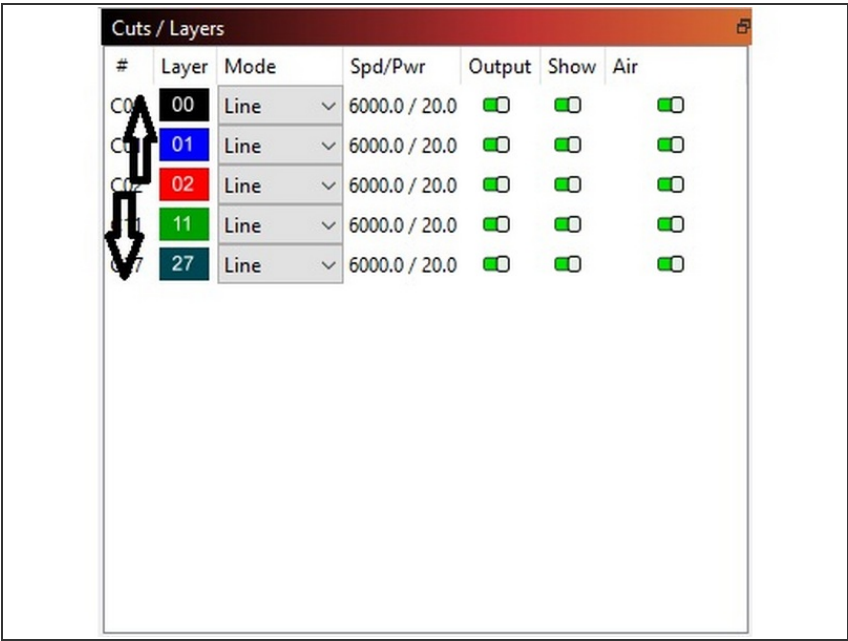 Cuts / Layers
# Layer Mode Spd/Pwr Output Show Air
00 Line 6000.0 / 20.0
01 Line 6000.0 / 20.0
C02 02 Line 6000.0 / 20.0
11 Line 6000.0 / 20.0
27 Line 6000.0 / 20.0